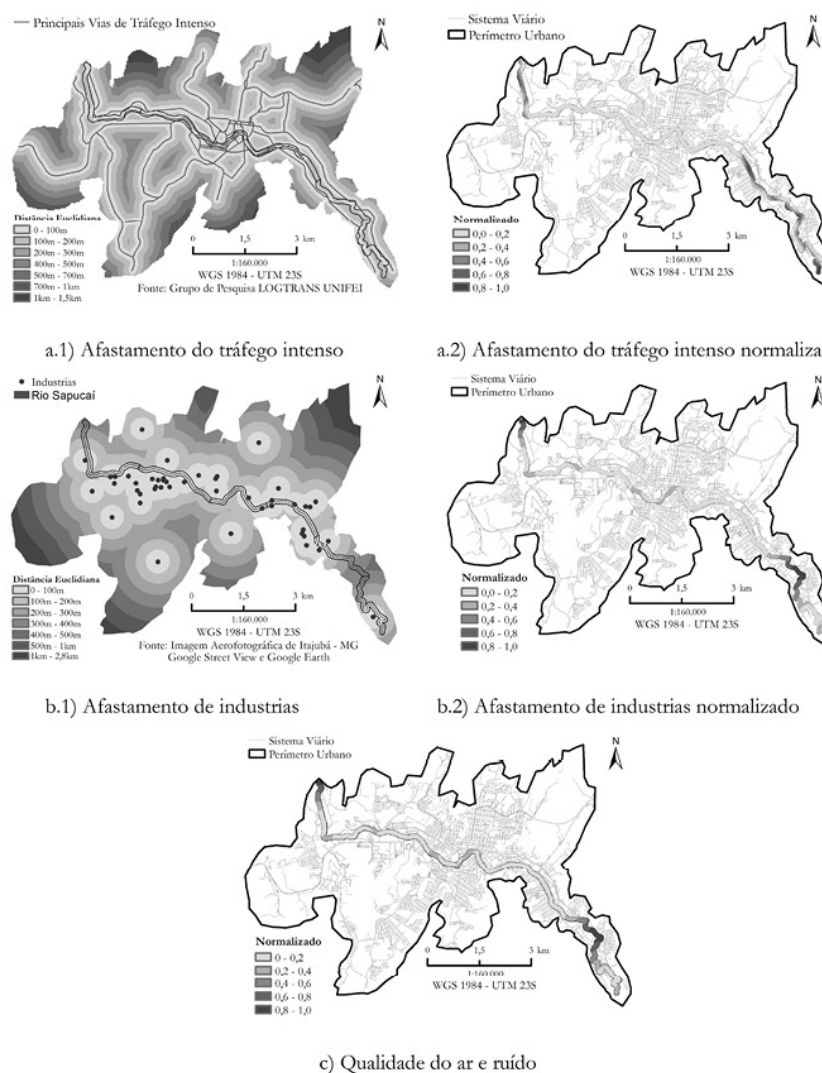 Principais Vias de Tráfego Intenso
N
Distância Euclidiana
0 - 100m
100m - 200m
200m - 300m
400m - 500m
500m - 700m
700m - 1km
1km - 1,5km
0 1,5 3 km
1:160.000
WGS 1984 - UTM 23S
Fonte: Grupo de Pesquisa LOGTRANS UNIFEI
a.1) Afastamento do tráfego intenso
Sistema Viário
Perímetro Urbano
N
Normalizado
0,0 - 0,2
0,2 - 0,4
0,4 - 0,6
0,6 - 0,8
0,8 - 1,0
0 1,5 3 km
1:160.000
WGS 1984 - UTM 23S
a.2) Afastamento do tráfego intenso normaliza
Industrias
Rio Sapucaí
N
Distância Euclidiana
0 - 100m
100m - 200m
200m - 300m
300m - 400m
400m - 500m
500m - 1km
1km - 2,8km
0 1,5 3 km
1:160.000
WGS 1984 - UTM 23S
Fonte: Imagem Aerofotográfica de Itajubá - MG
Google Street View e Google Earth
b.1) Afastamento de industrias
Sistema Viário
Perímetro Urbano
N
Normalizado
0,0 - 0,2
0,2 - 0,4
0,4 - 0,6
0,6 - 0,8
0,8 - 1,0
0 1,5 3 km
1:160.000
WGS 1984 - UTM 23S
b.2) Afastamento de industrias normalizado
Sistema Viário
Perímetro Urbano
N
Normalizado
0 - 0,2
0,2 - 0,4
0,4 - 0,6
0,6 - 0,8
0,8 - 1,0
0 1,5 3 km
1:160.000
WGS 1984 - UTM 23S
c) Qualidade do ar e ruído